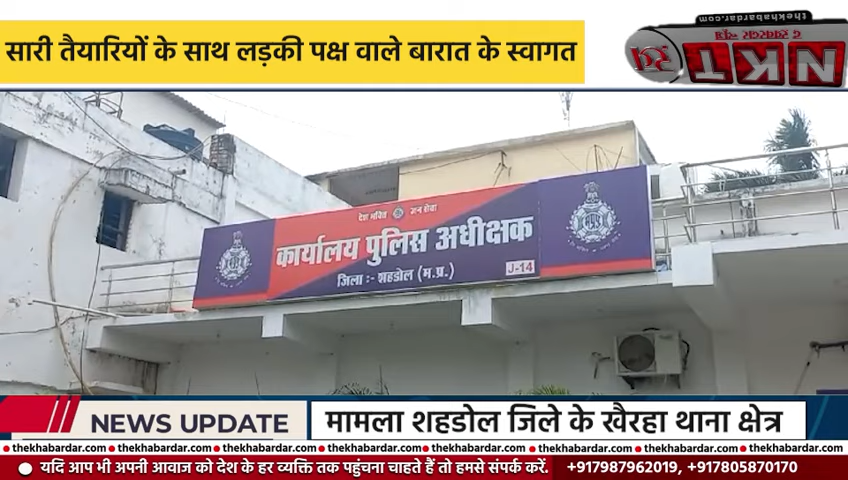 सारी तैयारियों के साथ लड़की पक्ष वाले बारात के स्वागत
thekhabardar.com
द खबरदार न्यूज़
NKT
देश भक्ति जन सेवा
कार्यालय पुलिस अधीक्षक
जिला :- शहडोल (म.प्र.)
J-14
NEWS UPDATE
मामला शहडोल जिले के खैरहा थाना क्षेत्र
thekhabardar.com thekhabardar.com thekhabardar.com thekhabardar.com thekhabardar.com thekhabardar.com thekhabardar.com thekhabardar.com
यदि आप भी अपनी आवाज को देश के हर व्यक्ति तक पहुंचना चाहते हैं तो हमसे संपर्क करें. +917987962019, +917805870170